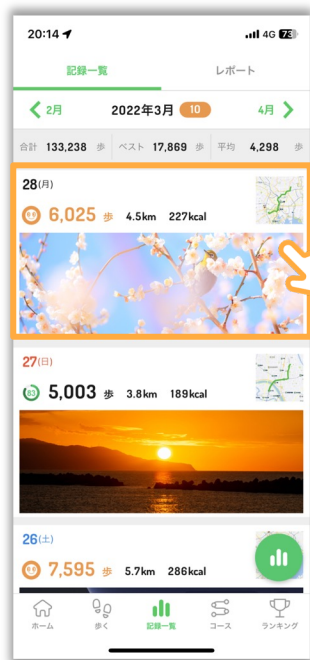 20:14 4G 73
記録一覧 レポート
2月 2022年3月 10 4月
合計 133,238 歩 ベスト 17,869 歩 平均 4,298 歩
28(月)
6,025 歩 4.5km 227kcal
27(日)
83 5,003 歩 3.8km 189kcal
26(土)
7,595 歩 5.7km 286kcal
ホーム 歩く 記録一覧 コース ランキング